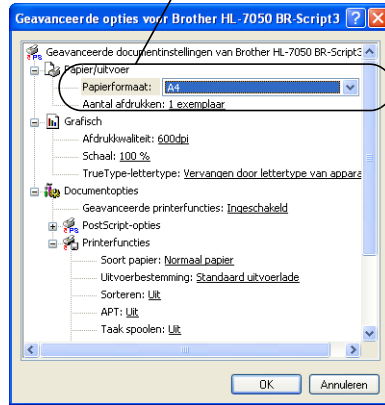 Geavanceerde opties voor Brother HL-7050 BR-Script3
Geavanceerde documentinstellingen van Brother HL-7050 BR-Script3
Papier/uitvoer
Papierformaat: A4
Aantal afdrukken: 1 exemplaar
Grafisch
Afdrukkwaliteit: 600dpi
Schaal: 100 %
TrueType-lettertype: Vervangen door lettertype van appara
Documentopties
Geavanceerde printerfuncties: Ingeschakeld
PostScript-opties
Printerfuncties
Soort papier: Normaal papier
Uitvoerbestemming: Standaard uitvoerlade
Sorteren: Uit
APT: Uit
Taak spoolen: Uit
OK Annuleren